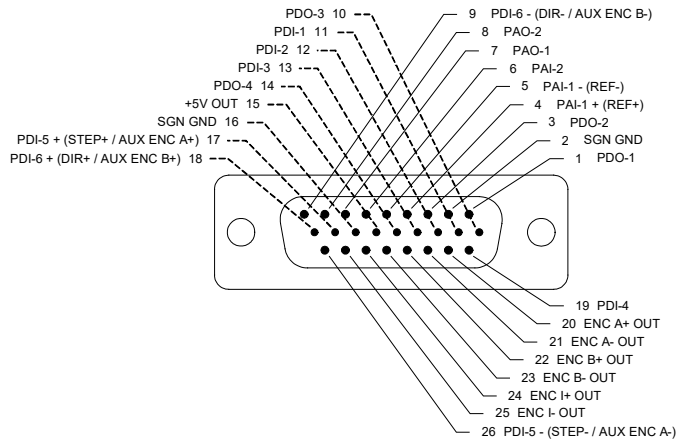 PDO-3 10
PDI-1 11
PDI-2 12
PDI-3 13
PDO-4 14
+5V OUT 15
SGN GND 16
PDI-5 + (STEP+ / AUX ENC A+) 17
PDI-6 + (DIR+ / AUX ENC B+) 18
9 PDI-6 - (DIR- / AUX ENC B-)
8 PAO-2
7 PAO-1
6 PAI-2
5 PAI-1 - (REF-)
4 PAI-1 + (REF+)
3 PDO-2
2 SGN GND
1 PDO-1
19 PDI-4
20 ENC A+ OUT
21 ENC A- OUT
22 ENC B+ OUT
23 ENC B- OUT
24 ENC I+ OUT
25 ENC I- OUT
26 PDI-5 - (STEP- / AUX ENC A-)